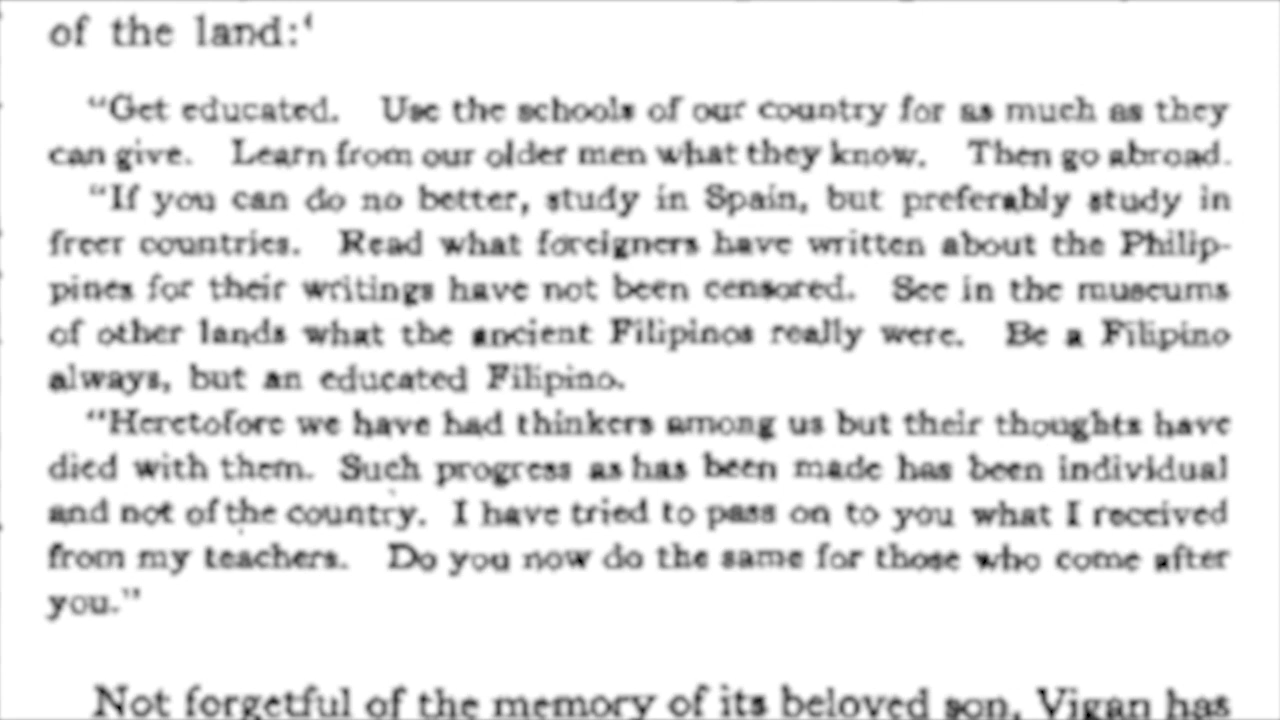 of the land:‘
“Get educated. Use the schools of our country for as much as they
can give. Learn from our older men what they know. Then go abroad.
“If you can do no better, study in Spain, but preferably study in
freer countries. Read what foreigners have written about the Philip-
pines for their writings have not been censored. See in the museums
of other lands what the ancient Filipinos really were. Be a Filipino
always, but an educated Filipino.
“Heretofore we have had thinkers among us but their thoughts have
died with them. Such progress as has been made has been individual
and not of the country. I have tried to pass on to you what I received
from my teachers. Do you now do the same for those who come after
you.”
Not forgetful of the memory of its beloved son, Vigan has